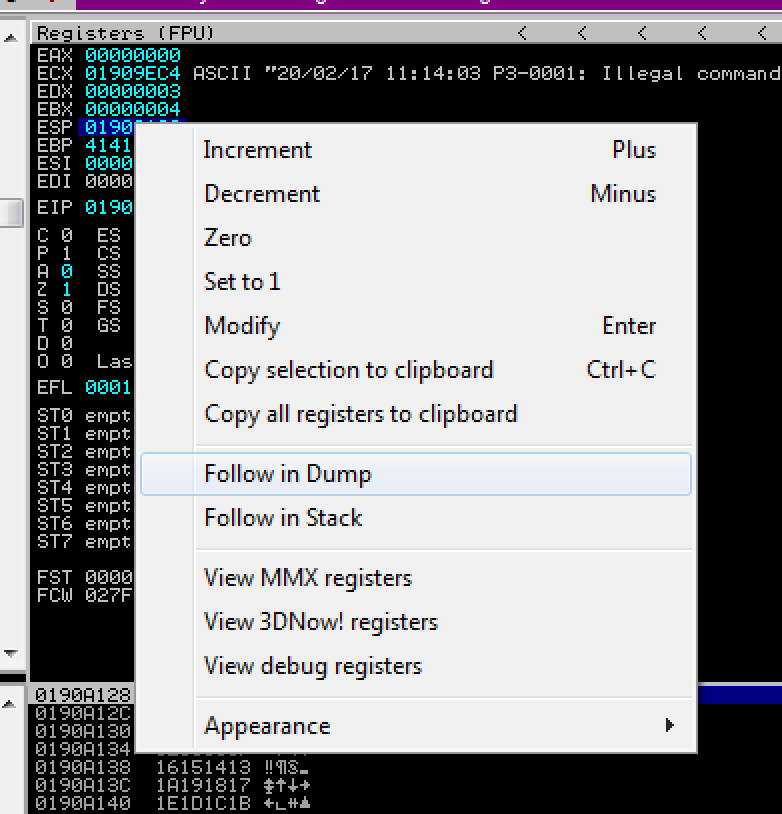 Registers (FPU) < < < < <
EAX 00000000
ECX 01909EC4 ASCII "20/02/17 11:14:03 P3-0001: Illegal command
EDX 00000003
EBX 00000004
ESP
EBP 4141
ESI 0000
EDI 0000
EIP 0190
C 0 ES
P 1 CS
A 0 SS
Z 1 DS
S 0 FS
T 0 GS
D 0
O 0 Las
EFL 0001
ST0 empt
ST1 empt
ST2 empt
ST3 empt
ST4 empt
ST5 empt
ST6 empt
ST7 empt
FST 0000
FCW 027F
Increment Plus
Decrement Minus
Zero
Set to 1
Modify Enter
Copy selection to clipboard Ctrl+C
Copy all registers to clipboard
Follow in Dump
Follow in Stack
View MMX registers
View 3DNow! registers
View debug registers
Appearance
0190A128
0190A12C
0190A130
0190A134
0190A138 16151413 ‼¶§▬
0190A13C 1A191817 ↨↑↓→
0190A140 1E1D1C1B ←∟↔▲